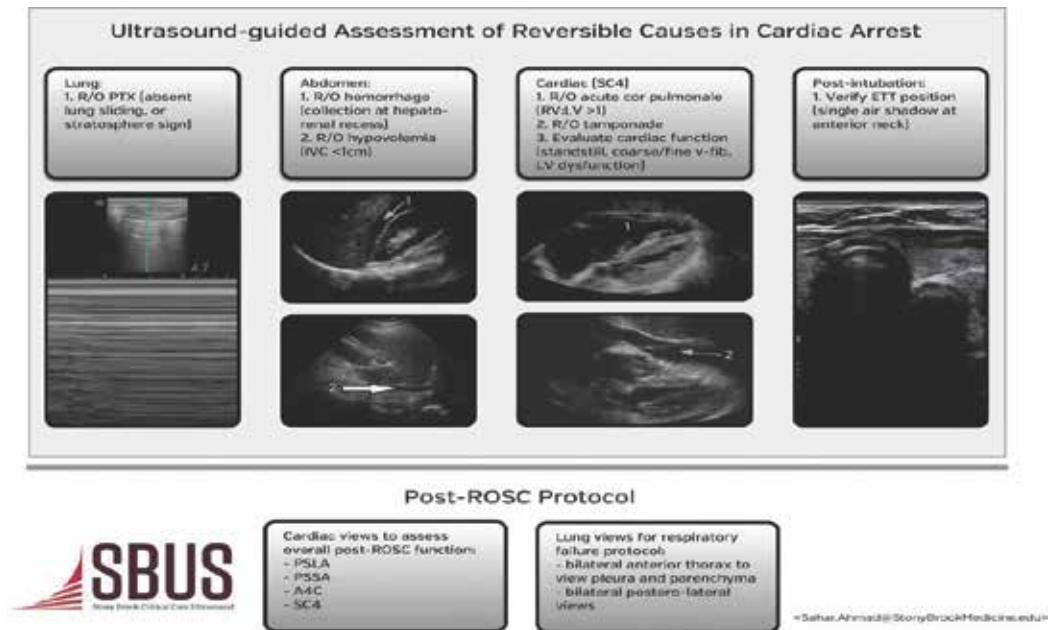 Ultrasound-guided Assessment of Reversible Causes in Cardiac Arrest
Lung:
1. R/O PTX (absent
lung sliding, or
stratosphere sign)
Abdomen:
1. R/O hemorrhage
(collection at hepato-
renal recess)
2. R/O hypovolemia
(IVC <1cm)
Cardiac (SC4)
1. R/O acute cor pulmonale
(RV:LV >1)
2. R/O tamponade
3. Evaluate cardiac function
(standstill, coarse/fine v-fib,
LV dysfunction)
Post-intubation:
1. Verify ETT position
(single air shadow at
anterior neck)
1
2
1
2
Post-ROSC Protocol
SBUS
Stony Brook Critical Care Ultrasound
Cardiac views to assess
overall post-ROSC function:
- PSLA
- PSSA
- A4C
- SC4
Lung views for respiratory
failure protocol:
- bilateral anterior thorax to
view pleura and parenchyma
- bilateral postero-lateral
views
<Sahar.Ahmad@StonyBrookMedicine.edu>